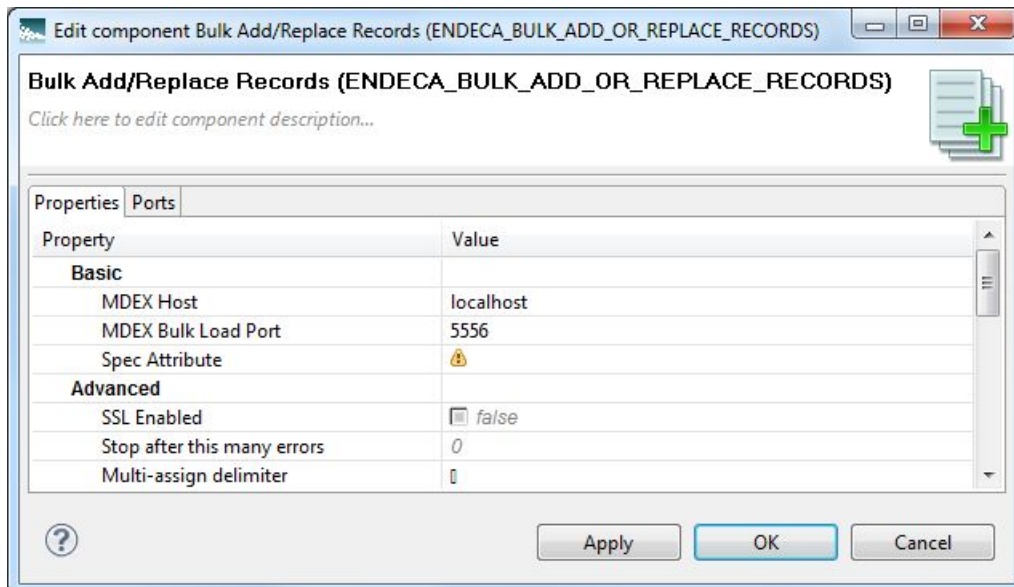 Edit component Bulk Add/Replace Records (ENDECA_BULK_ADD_OR_REPLACE_RECORDS)
Bulk Add/Replace Records (ENDECA_BULK_ADD_OR_REPLACE_RECORDS)
Click here to edit component description...
Properties Ports
Property Value
Basic
MDEX Host localhost
MDEX Bulk Load Port 5556
Spec Attribute
Advanced
SSL Enabled false
Stop after this many errors 0
Multi-assign delimiter ▯
? Apply OK Cancel